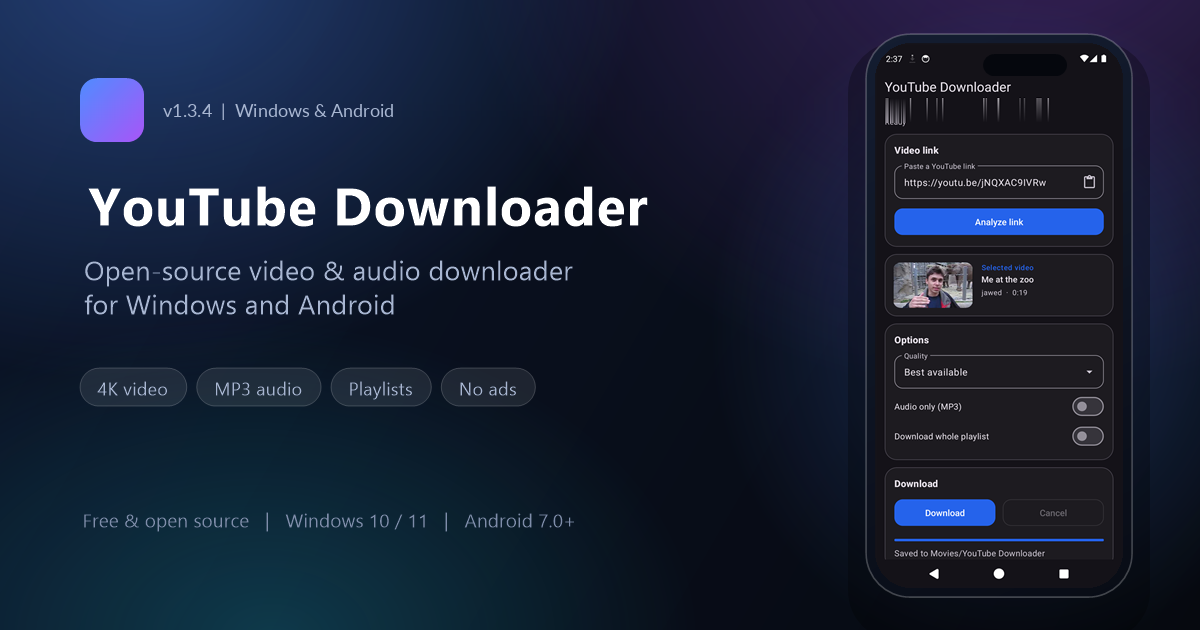 v1.3.4 | Windows & Android
YouTube Downloader
Open-source video & audio downloader
for Windows and Android
4K video
MP3 audio
Playlists
No ads
Free & open source | Windows 10 / 11 | Android 7.0+
2:37
YouTube Downloader
Ready
Video link
Paste a YouTube link
https://youtu.be/jNQXAC9IVRw
Analyze link
Selected video
Me at the zoo
jawed · 0:19
Options
Quality
Best available
Audio only (MP3)
Download whole playlist
Download
Download
Cancel
Saved to Movies/YouTube Downloader